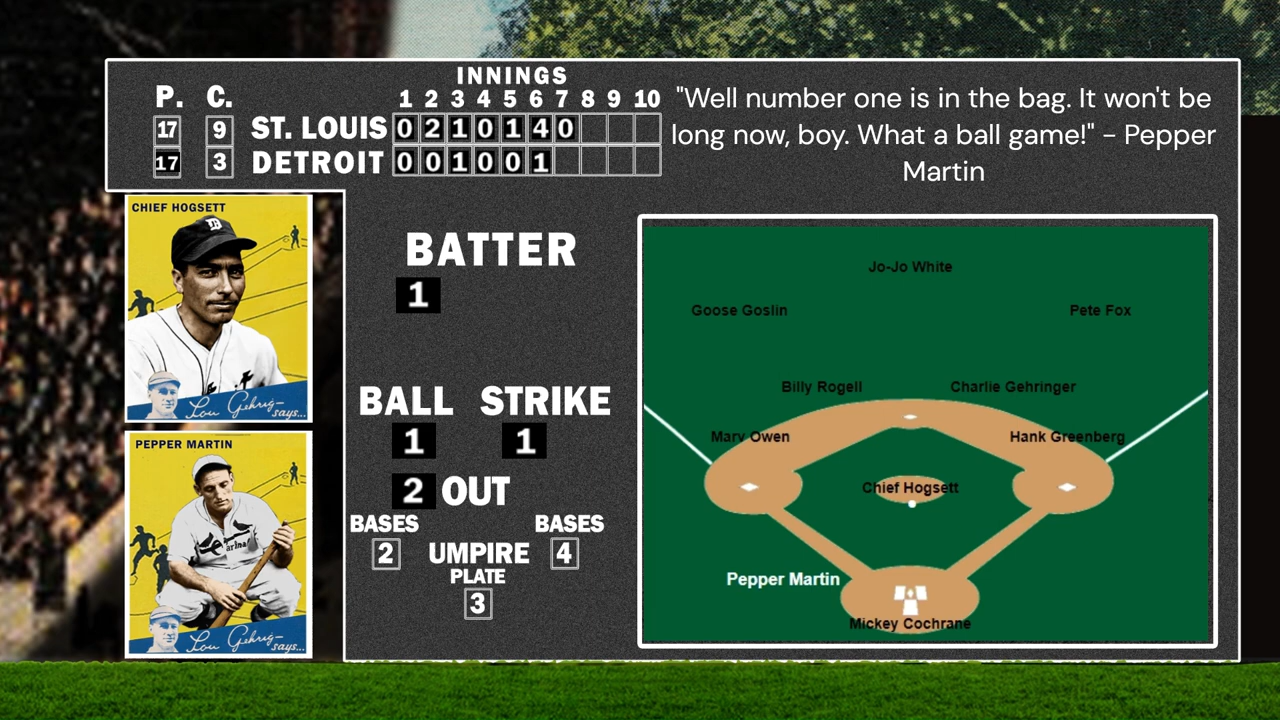 INNINGS
P. C. 1 2 3 4 5 6 7 8 9 10
17 9 ST. LOUIS 0 2 1 0 1 4 0
17 3 DETROIT 0 0 1 0 0 1
"Well number one is in the bag. It won't be
long now, boy. What a ball game!" – Pepper
Martin
CHIEF HOGSETT
D
Lou Gehrig—
says...
PEPPER MARTIN
Lou Gehrig—
says...
BATTER
1
BALL STRIKE
1 1
2 OUT
BASES BASES
2 UMPIRE 4
PLATE
3
Jo-Jo White
Goose Goslin Pete Fox
Billy Rogell Charlie Gehringer
Marv Owen Hank Greenberg
Chief Hogsett
Pepper Martin
Mickey Cochrane